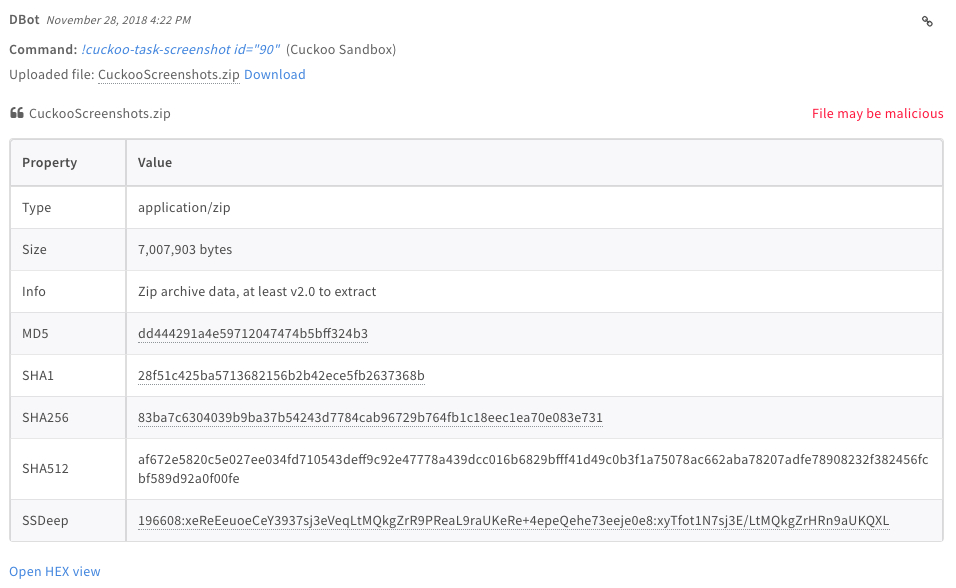 DBot November 28, 2018 4:22 PM
Command: !cuckoo-task-screenshot id="90" (Cuckoo Sandbox)
Uploaded file: CuckooScreenshots.zip Download
CuckooScreenshots.zip File may be malicious
Property Value
Type application/zip
Size 7,007,903 bytes
Info Zip archive data, at least v2.0 to extract
MD5 dd444291a4e59712047474b5bff324b3
SHA1 28f51c425ba5713682156b2b42ece5fb2637368b
SHA256 83ba7c6304039b9ba37b54243d7784cab96729b764fb1c18eec1ea70e083e731
SHA512 af672e5820c5e027ee034fd710543deff9c92e47778a439dcc016b6829bfff41d49c0b3f1a75078ac662aba78207adfe78908232f382456fc
bf589d92a0f00fe
SSDeep 196608:xeReEeuoeCeY3937sj3eVeqLtMQkgZrR9PReaL9raUKeRe+4epeQehe73eeje0e8:xyTfot1N7sj3E/LtMQkgZrHRn9aUKQXL
Open HEX view